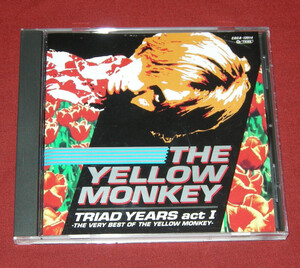 THE
YELLOW
MONKEY
TRIAD YEARS act I
-THE VERY BEST OF THE YELLOW MONKEY-